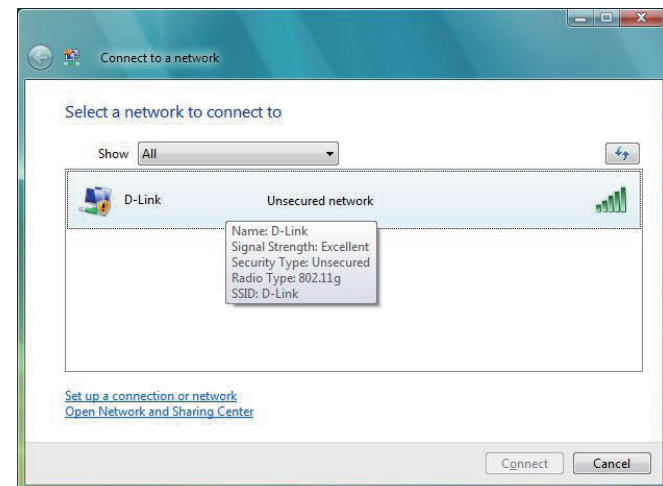 Connect to a network
Select a network to connect to
Show All
D-Link Unsecured network
Name: D-Link
Signal Strength: Excellent
Security Type: Unsecured
Radio Type: 802.11g
SSID: D-Link
Set up a connection or network
Open Network and Sharing Center
Connect Cancel